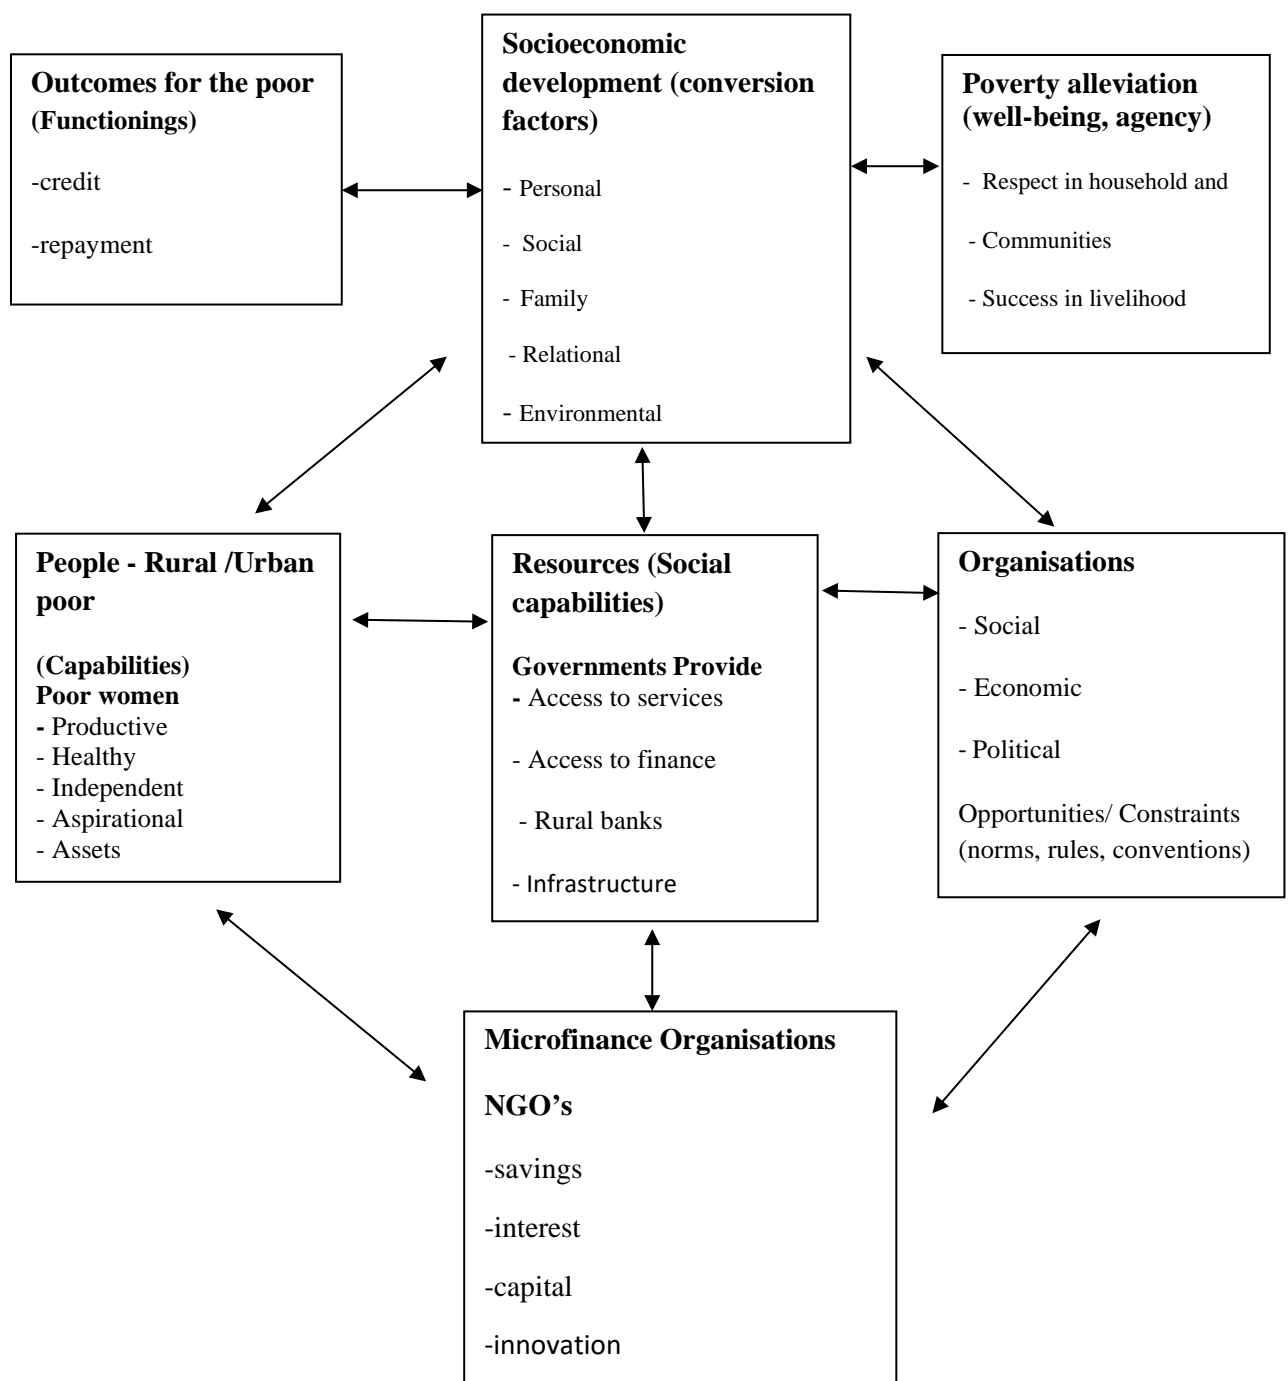 Outcomes for the poor
(Functionings)
-credit
-repayment
Socioeconomic
development (conversion
factors)
- Personal
- Social
- Family
- Relational
- Environmental
Poverty alleviation
(well-being, agency)
- Respect in household and
- Communities
- Success in livelihood
People - Rural /Urban
poor
(Capabilities)
Poor women
- Productive
- Healthy
- Independent
- Aspirational
- Assets
Resources (Social
capabilities)
Governments Provide
- Access to services
- Access to finance
- Rural banks
- Infrastructure
Organisations
- Social
- Economic
- Political
Opportunities/ Constraints
(norms, rules, conventions)
Microfinance Organisations
NGO’s
-savings
-interest
-capital
-innovation